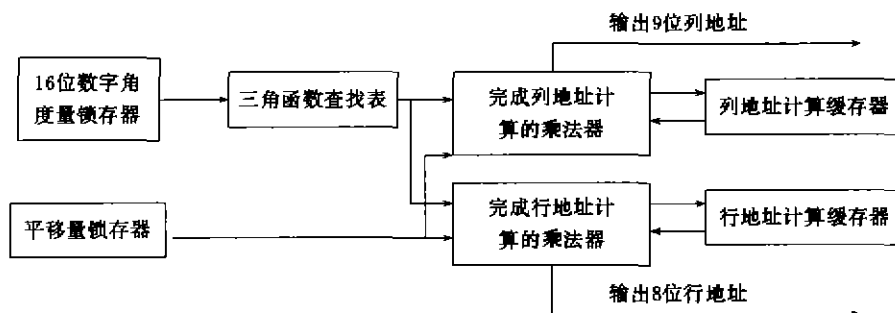 输出9位列地址
16位数字角
度量锁存器
三角函数查找表
完成列地址计
算的乘法器
列地址计算缓存器
平移量锁存器
完成行地址计
算的乘法器
行地址计算缓存器
输出8位行地址